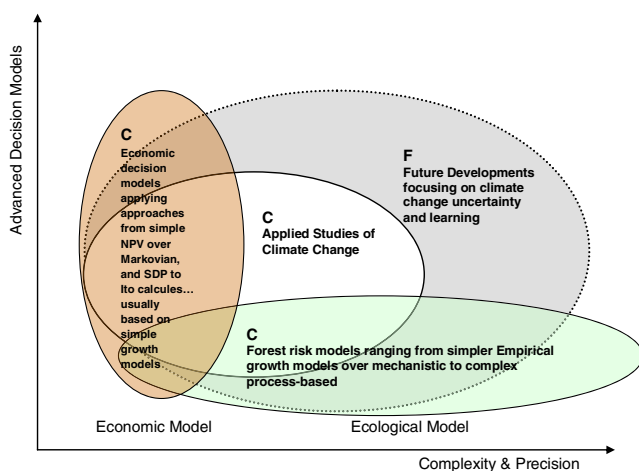 Advanced Decision Models
C
Economic
decision
models
applying
approaches
from simple
NPV over
Markovian,
and SDP to
Ito calcules…
usually
based on
simple
growth
models
F
Future Developments
focusing on climate
change uncertainty
and learning
C
Applied Studies of
Climate Change
C
Forest risk models ranging from simpler Empirical
growth models over mechanistic to complex
process-based
Economic Model
Ecological Model
Complexity & Precision